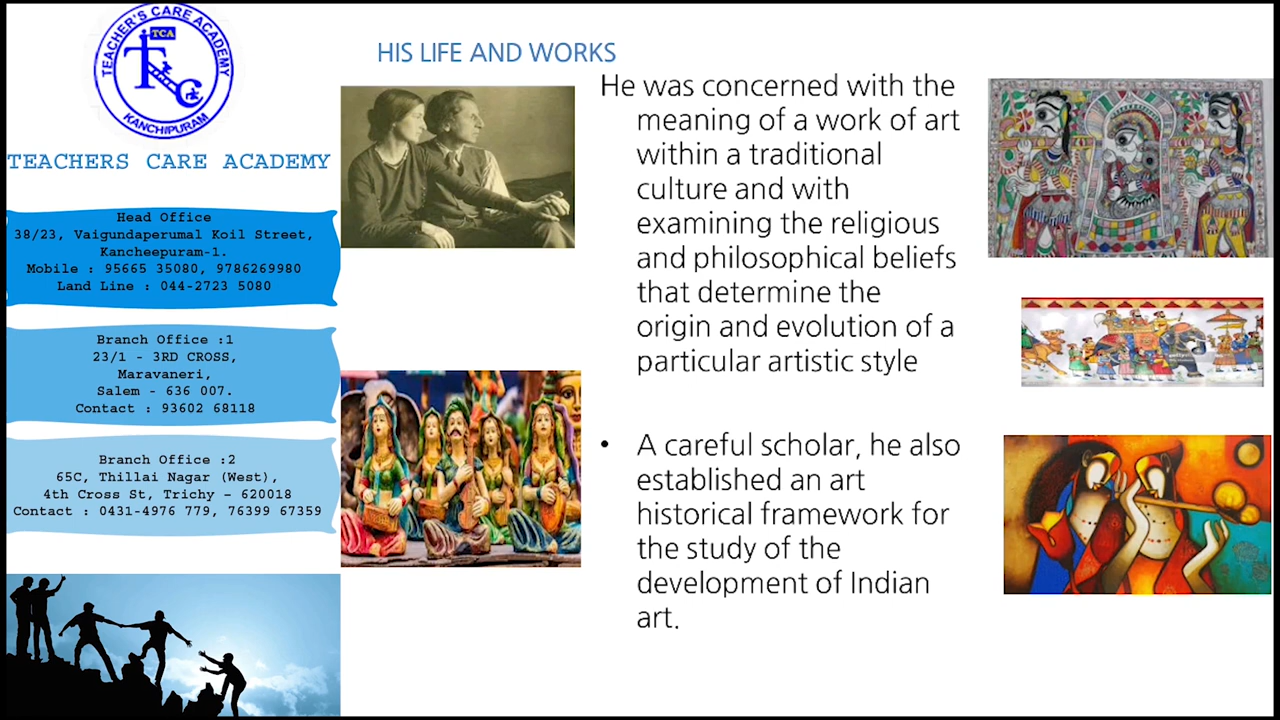 TEACHER'S CARE ACADEMY
TCA
KANCHIPURAM
TEACHERS CARE ACADEMY
Head Office
38/23, Vaigundaperumal Koil Street,
Kancheepuram-1.
Mobile : 95665 35080, 9786269980
Land Line : 044-2723 5080
Branch Office :1
23/1 - 3RD CROSS,
Maravaneri,
Salem - 636 007.
Contact : 93602 68118
Branch Office :2
65C, Thillai Nagar (West),
4th Cross St, Trichy – 620018
Contact : 0431-4976 779, 76399 67359
HIS LIFE AND WORKS
He was concerned with the
meaning of a work of art
within a traditional
culture and with
examining the religious
and philosophical beliefs
that determine the
origin and evolution of a
particular artistic style
• A careful scholar, he also
established an art
historical framework for
the study of the
development of Indian
art.